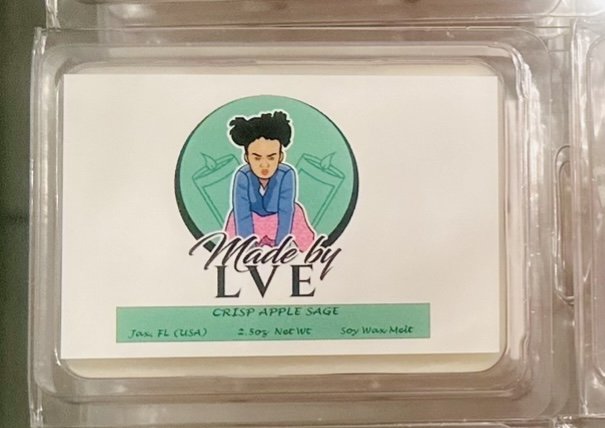 Made by
LVE
CRISP APPLE SAGE
Jax, FL (USA) 2.5oz Net Wt Soy Wax Melt